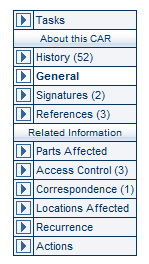 Tasks
About this CAR
History (52)
General
Signatures (2)
References (3)
Related Information
Parts Affected
Access Control (3)
Correspondence (1)
Locations Affected
Recurrence
Actions